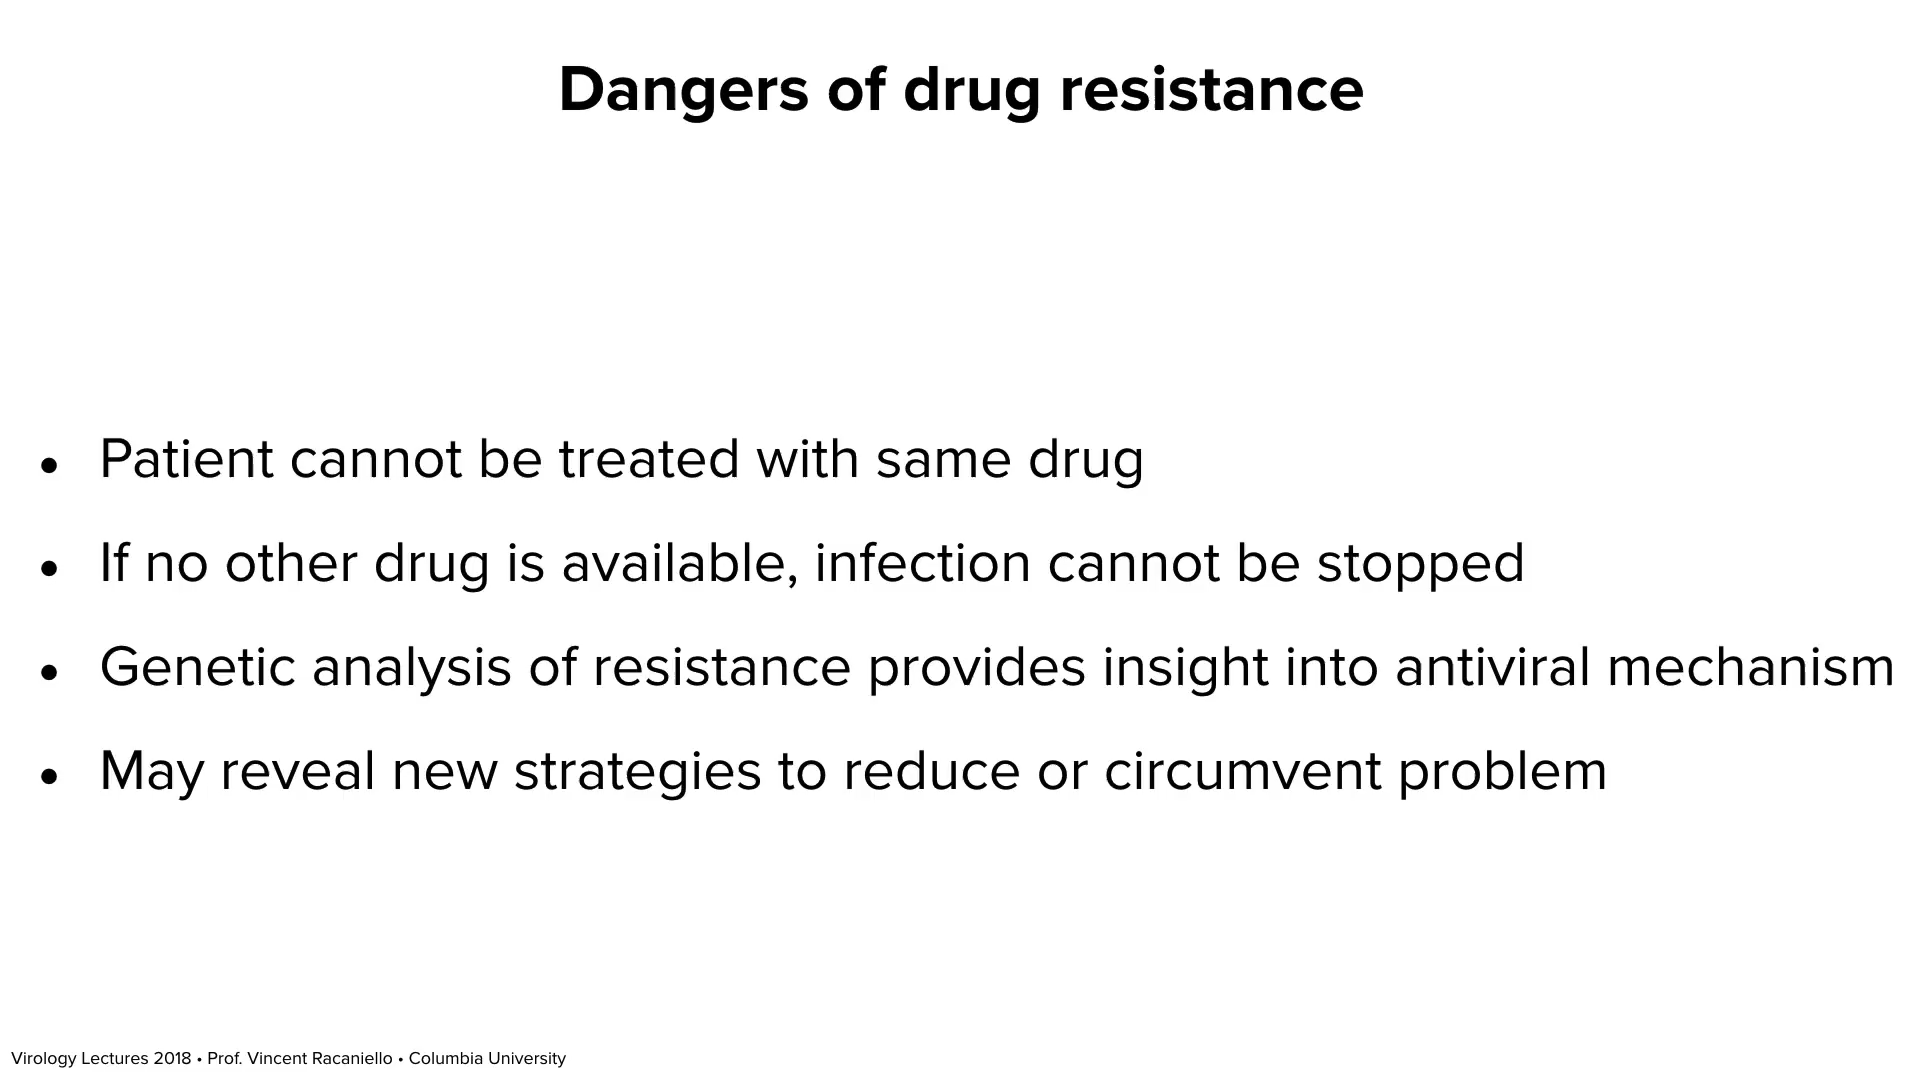 Dangers of drug resistance
• Patient cannot be treated with same drug
• If no other drug is available, infection cannot be stopped
• Genetic analysis of resistance provides insight into antiviral mechanism
• May reveal new strategies to reduce or circumvent problem
Virology Lectures 2018 • Prof. Vincent Racaniello • Columbia University